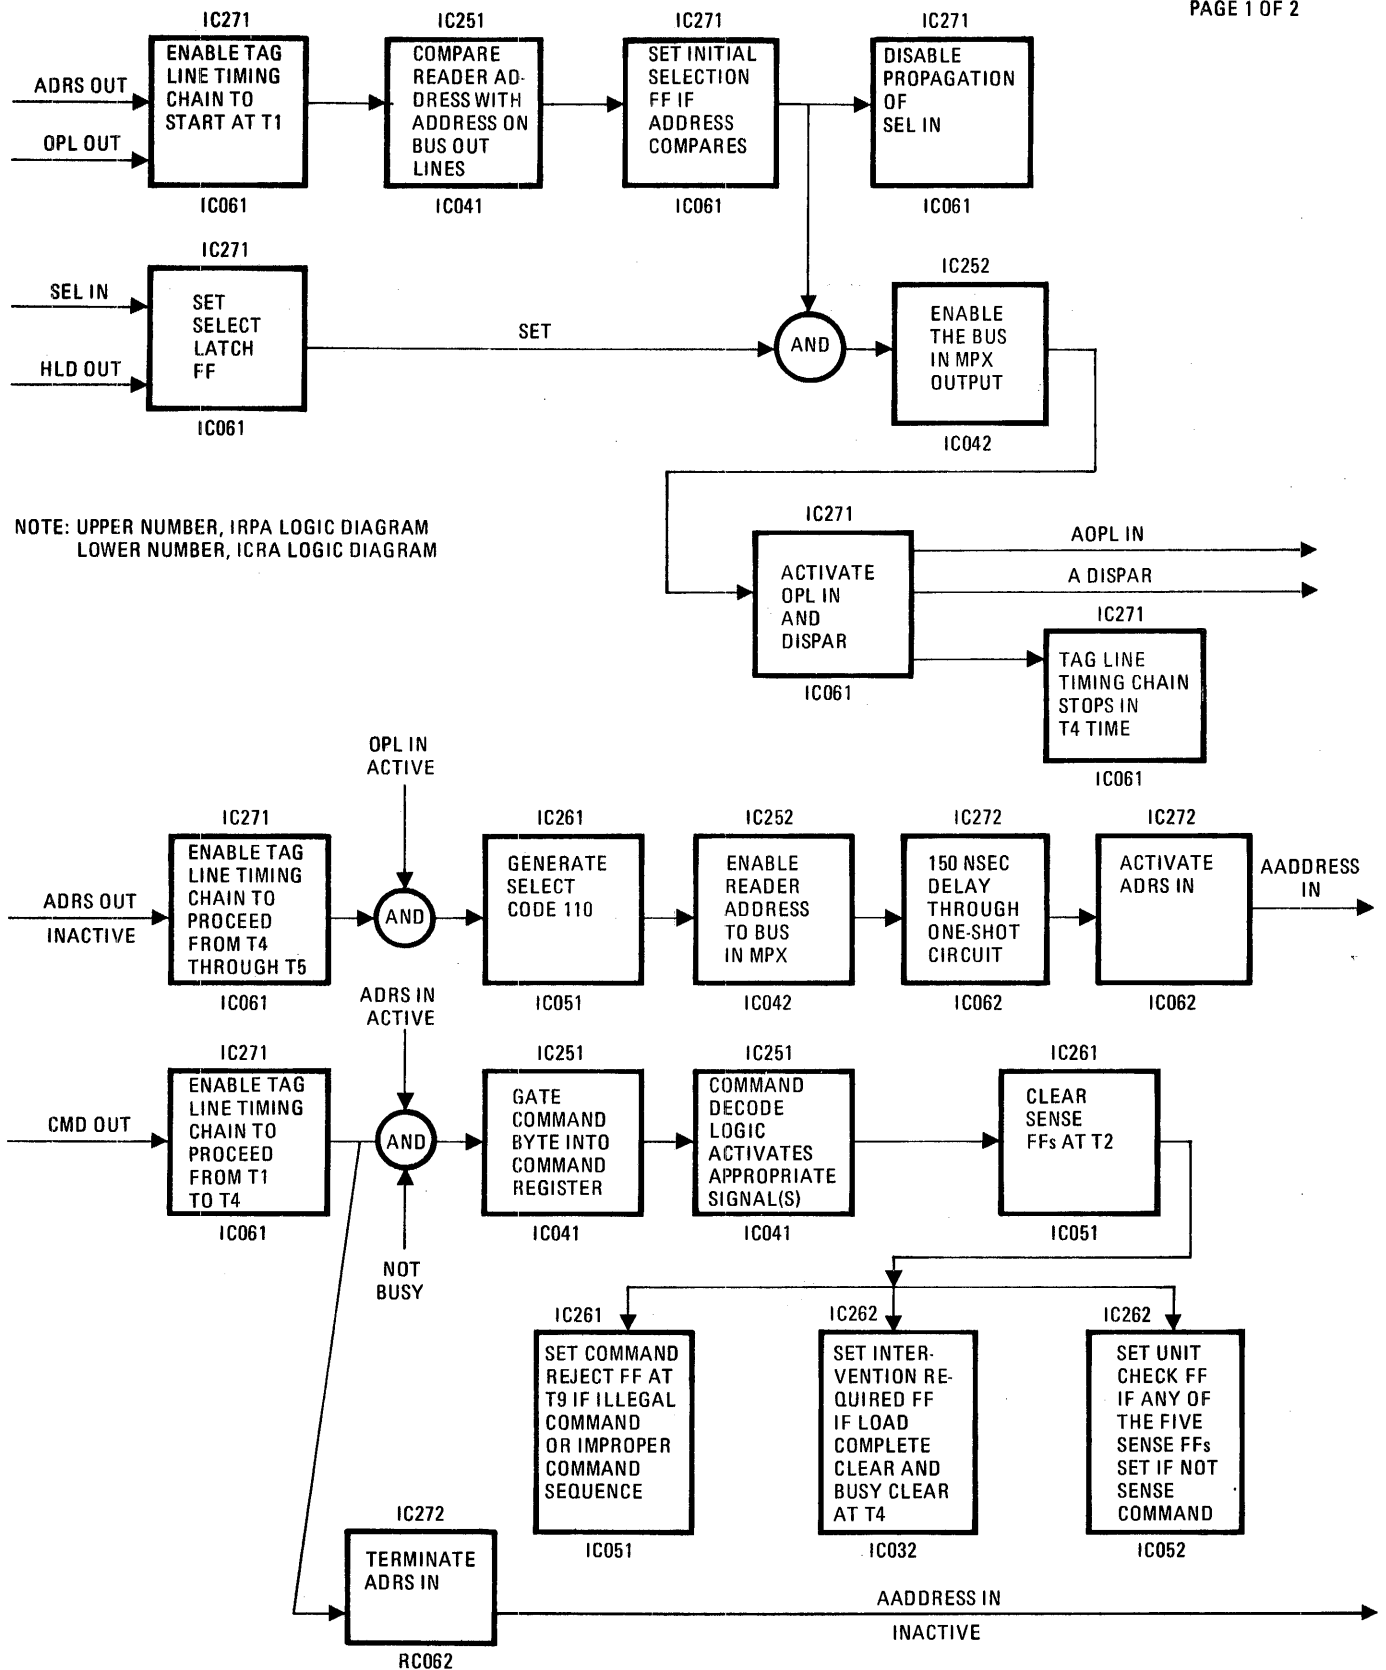 PAGE 1 OF 2
IC271
ENABLE TAG
LINE TIMING
CHAIN TO
START AT T1
IC061
ADRS OUT
OPL OUT
IC251
COMPARE
READER AD-
DRESS WITH
ADDRESS ON
BUS OUT
LINES
IC041
IC271
SET INITIAL
SELECTION
FF IF
ADDRESS
COMPARES
IC061
IC271
DISABLE
PROPAGATION
OF
SEL IN
IC061
SEL IN
HLD OUT
IC271
SET
SELECT
LATCH
FF
IC061
SET
AND
IC252
ENABLE
THE BUS
IN MPX
OUTPUT
IC042
NOTE: UPPER NUMBER, IRPA LOGIC DIAGRAM
LOWER NUMBER, ICRA LOGIC DIAGRAM
IC271
ACTIVATE
OPL IN
AND
DISPAR
IC061
AOPL IN
A DISPAR
IC271
TAG LINE
TIMING CHAIN
STOPS IN
T4 TIME
IC061
OPL IN
ACTIVE
ADRS OUT
INACTIVE
IC271
ENABLE TAG
LINE TIMING
CHAIN TO
PROCEED
FROM T4
THROUGH T5
IC061
AND
IC261
GENERATE
SELECT
CODE 110
IC051
IC252
ENABLE
READER
ADDRESS
TO BUS
IN MPX
IC042
IC272
150 NSEC
DELAY
THROUGH
ONE-SHOT
CIRCUIT
IC062
IC272
ACTIVATE
ADRS IN
IC062
AADDRESS
IN
ADRS IN
ACTIVE
CMD OUT
IC271
ENABLE TAG
LINE TIMING
CHAIN TO
PROCEED
FROM T1
TO T4
IC061
AND
NOT
BUSY
IC251
GATE
COMMAND
BYTE INTO
COMMAND
REGISTER
IC041
IC251
COMMAND
DECODE
LOGIC
ACTIVATES
APPROPRIATE
SIGNAL(S)
IC041
IC261
CLEAR
SENSE
FFs AT T2
IC051
IC261
SET COMMAND
REJECT FF AT
T9 IF ILLEGAL
COMMAND
OR IMPROPER
COMMAND
SEQUENCE
IC051
IC262
SET INTER-
VENTION RE-
QUIRED FF
IF LOAD
COMPLETE
CLEAR AND
BUSY CLEAR
AT T4
IC032
IC262
SET UNIT
CHECK FF
IF ANY OF
THE FIVE
SENSE FFs
SET IF NOT
SENSE
COMMAND
IC052
IC272
TERMINATE
ADRS IN
RC062
AADDRESS IN
INACTIVE